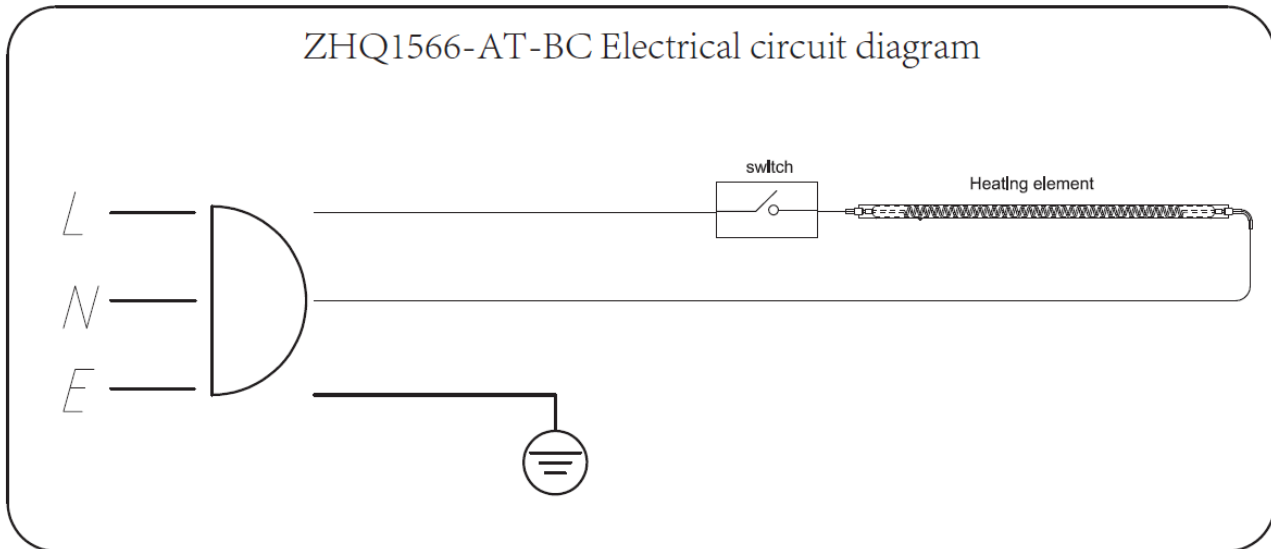 ZHQ1566-AT-BC Electrical circuit diagram
switch
Heating element
L
N
E